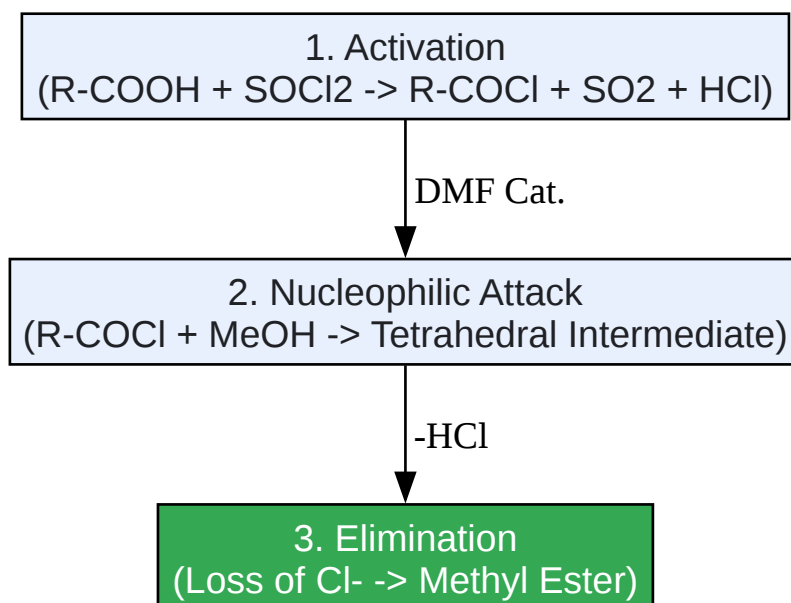 1. Activation
(R-COOH + SOCl2 -> R-COCl + SO2 + HCl)
DMF Cat.
2. Nucleophilic Attack
(R-COCl + MeOH -> Tetrahedral Intermediate)
-HCl
3. Elimination
(Loss of Cl- -> Methyl Ester)